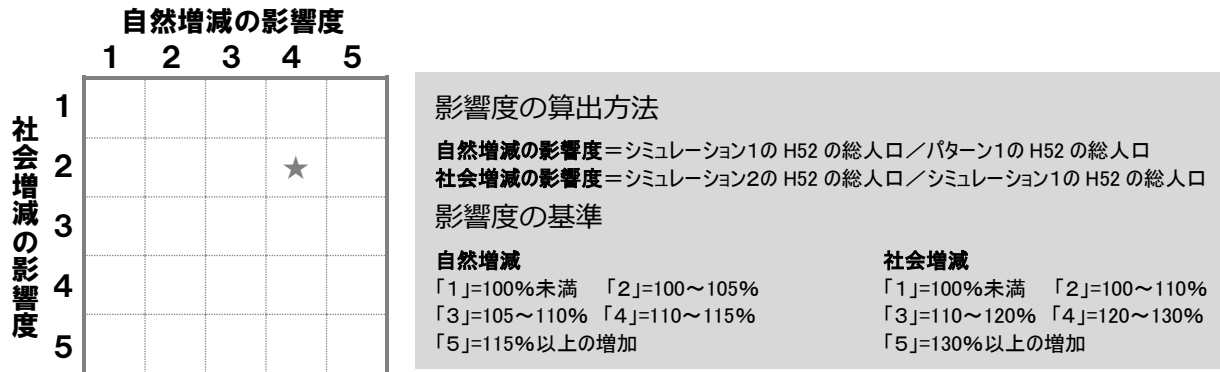 自然増減の影響度
1 2 3 4 5
社会増減の影響度
1
2
★
3
4
5
影響度の算出方法
自然増減の影響度＝シミュレーション1の H52 の総人口／パターン1の H52 の総人口
社会増減の影響度＝シミュレーション2の H52 の総人口／シミュレーション1の H52 の総人口
影響度の基準
自然増減
「1」=100%未満 「2」=100～105%
「3」=105～110% 「4」=110～115%
「5」=115%以上の増加
社会増減
「1」=100%未満 「2」=100～110%
「3」=110～120% 「4」=120～130%
「5」=130%以上の増加